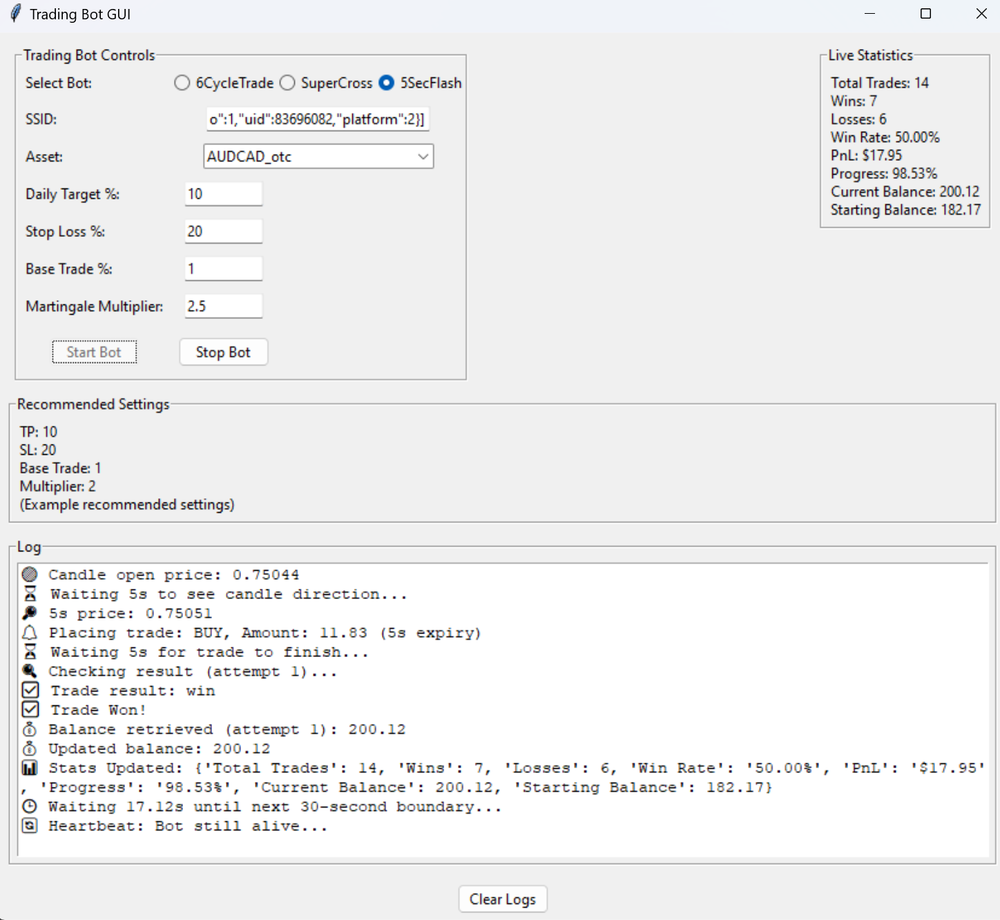 Trading Bot GUI
Trading Bot Controls
Select Bot: 6CycleTrade SuperCross 5SecFlash
SSID: o":1,"uid":83696082,"platform":2}]
Asset: AUDCAD_otc
Daily Target %: 10
Stop Loss %: 20
Base Trade %: 1
Martingale Multiplier: 2.5
Start Bot Stop Bot
Live Statistics
Total Trades: 14
Wins: 7
Losses: 6
Win Rate: 50.00%
PnL: $17.95
Progress: 98.53%
Current Balance: 200.12
Starting Balance: 182.17
Recommended Settings
TP: 10
SL: 20
Base Trade: 1
Multiplier: 2
(Example recommended settings)
Log
Candle open price: 0.75044
Waiting 5s to see candle direction...
5s price: 0.75051
Placing trade: BUY, Amount: 11.83 (5s expiry)
Waiting 5s for trade to finish...
Checking result (attempt 1)...
Trade result: win
Trade Won!
Balance retrieved (attempt 1): 200.12
Updated balance: 200.12
Stats Updated: {'Total Trades': 14, 'Wins': 7, 'Losses': 6, 'Win Rate': '50.00%', 'PnL': '$17.95'
, 'Progress': '98.53%', 'Current Balance': 200.12, 'Starting Balance': 182.17}
Waiting 17.12s until next 30-second boundary...
Heartbeat: Bot still alive...
Clear Logs